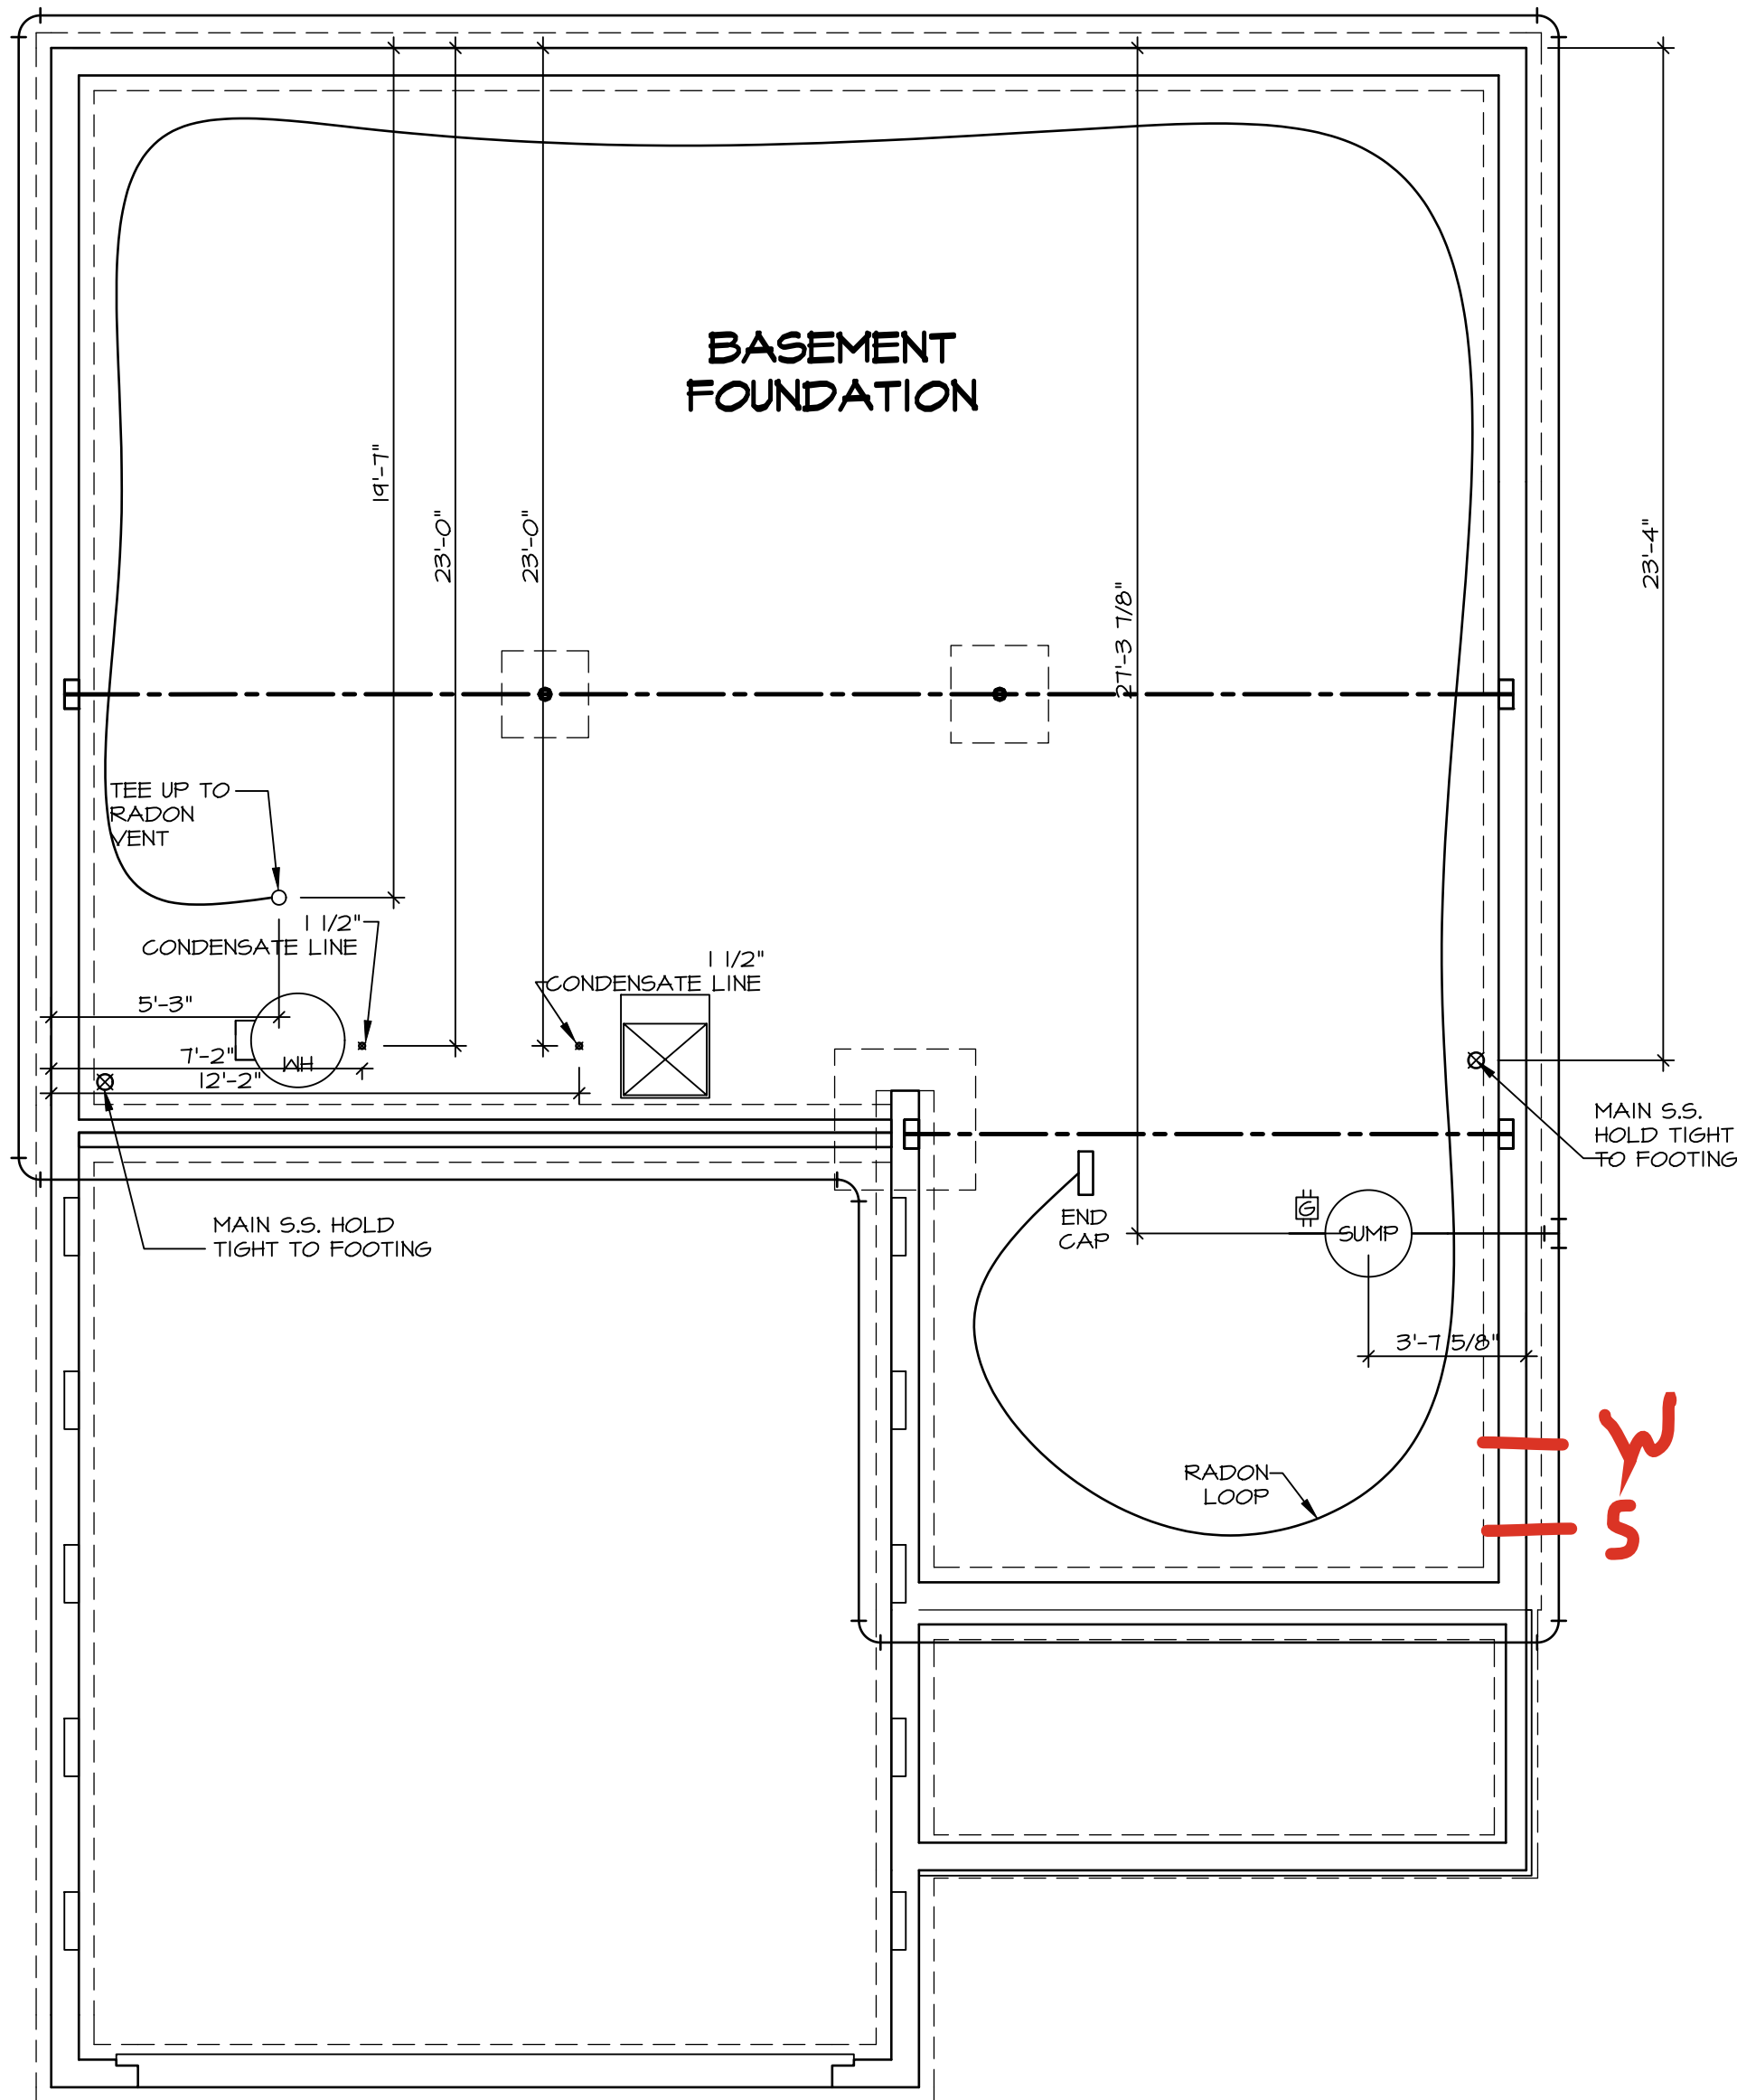 BASEMENT
FOUNDATION
19'-7"
23'-0"
23'-0"
27'-3 7/8"
23'-4"
TEE UP TO
RADON
VENT
1 1/2"
CONDENSATE LINE
1 1/2"
CONDENSATE LINE
5'-3"
7'-2"
WH
12'-2"
MAIN S.S.
HOLD TIGHT
TO FOOTING
MAIN S.S. HOLD
TIGHT TO FOOTING
END
CAP
G
SUMP
3'-7 5/8"
RADON
LOOP
W
S